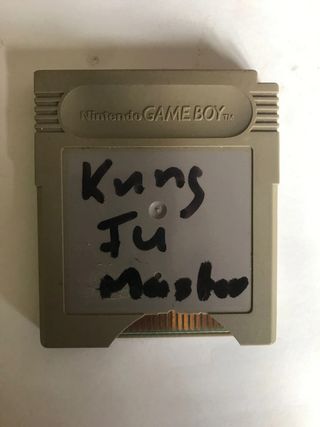 Nintendo GAME BOY TM
Kung
Fu
Master